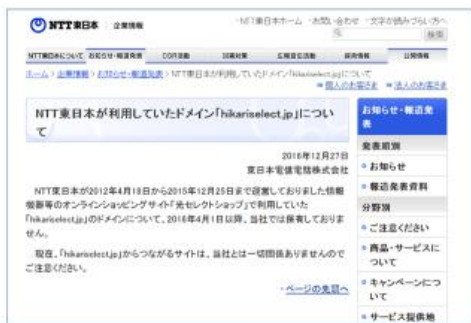 NTT東日本 企業情報
NTT東日本ホーム ・お問い合わせ ・文字が読みづらい方へ
検索
NTT東日本について お知らせ・報道発表 CSR活動 災害対策 広報宣伝活動 採用情報 公開情報
ホーム > 企業情報 > お知らせ・報道発表 > NTT東日本が利用していたドメイン「hikariselect.jp」について
個人のお客さま 法人のお客さま
NTT東日本が利用していたドメイン「hikariselect.jp」につい
て
2016年12月27日
東日本電信電話株式会社
NTT東日本が2012年4月18日から2015年12月25日まで運営しておりました情報
機器等のオンラインショッピングサイト「光セレクトショップ」で利用していた
「hikariselect.jp」のドメインについて、2016年4月1日以降、当社では保有しておりま
せん。
現在、「hikariselect.jp」からつながるサイトは、当社とは一切関係ありませんので
ご注意ください。
ページの先頭へ
お知らせ・報道発
表
発表組別
お知らせ
報道発表資料
分野別
ご注意ください
商品・サービスに
ついて
キャンペーンにつ
いて
サービス提供地